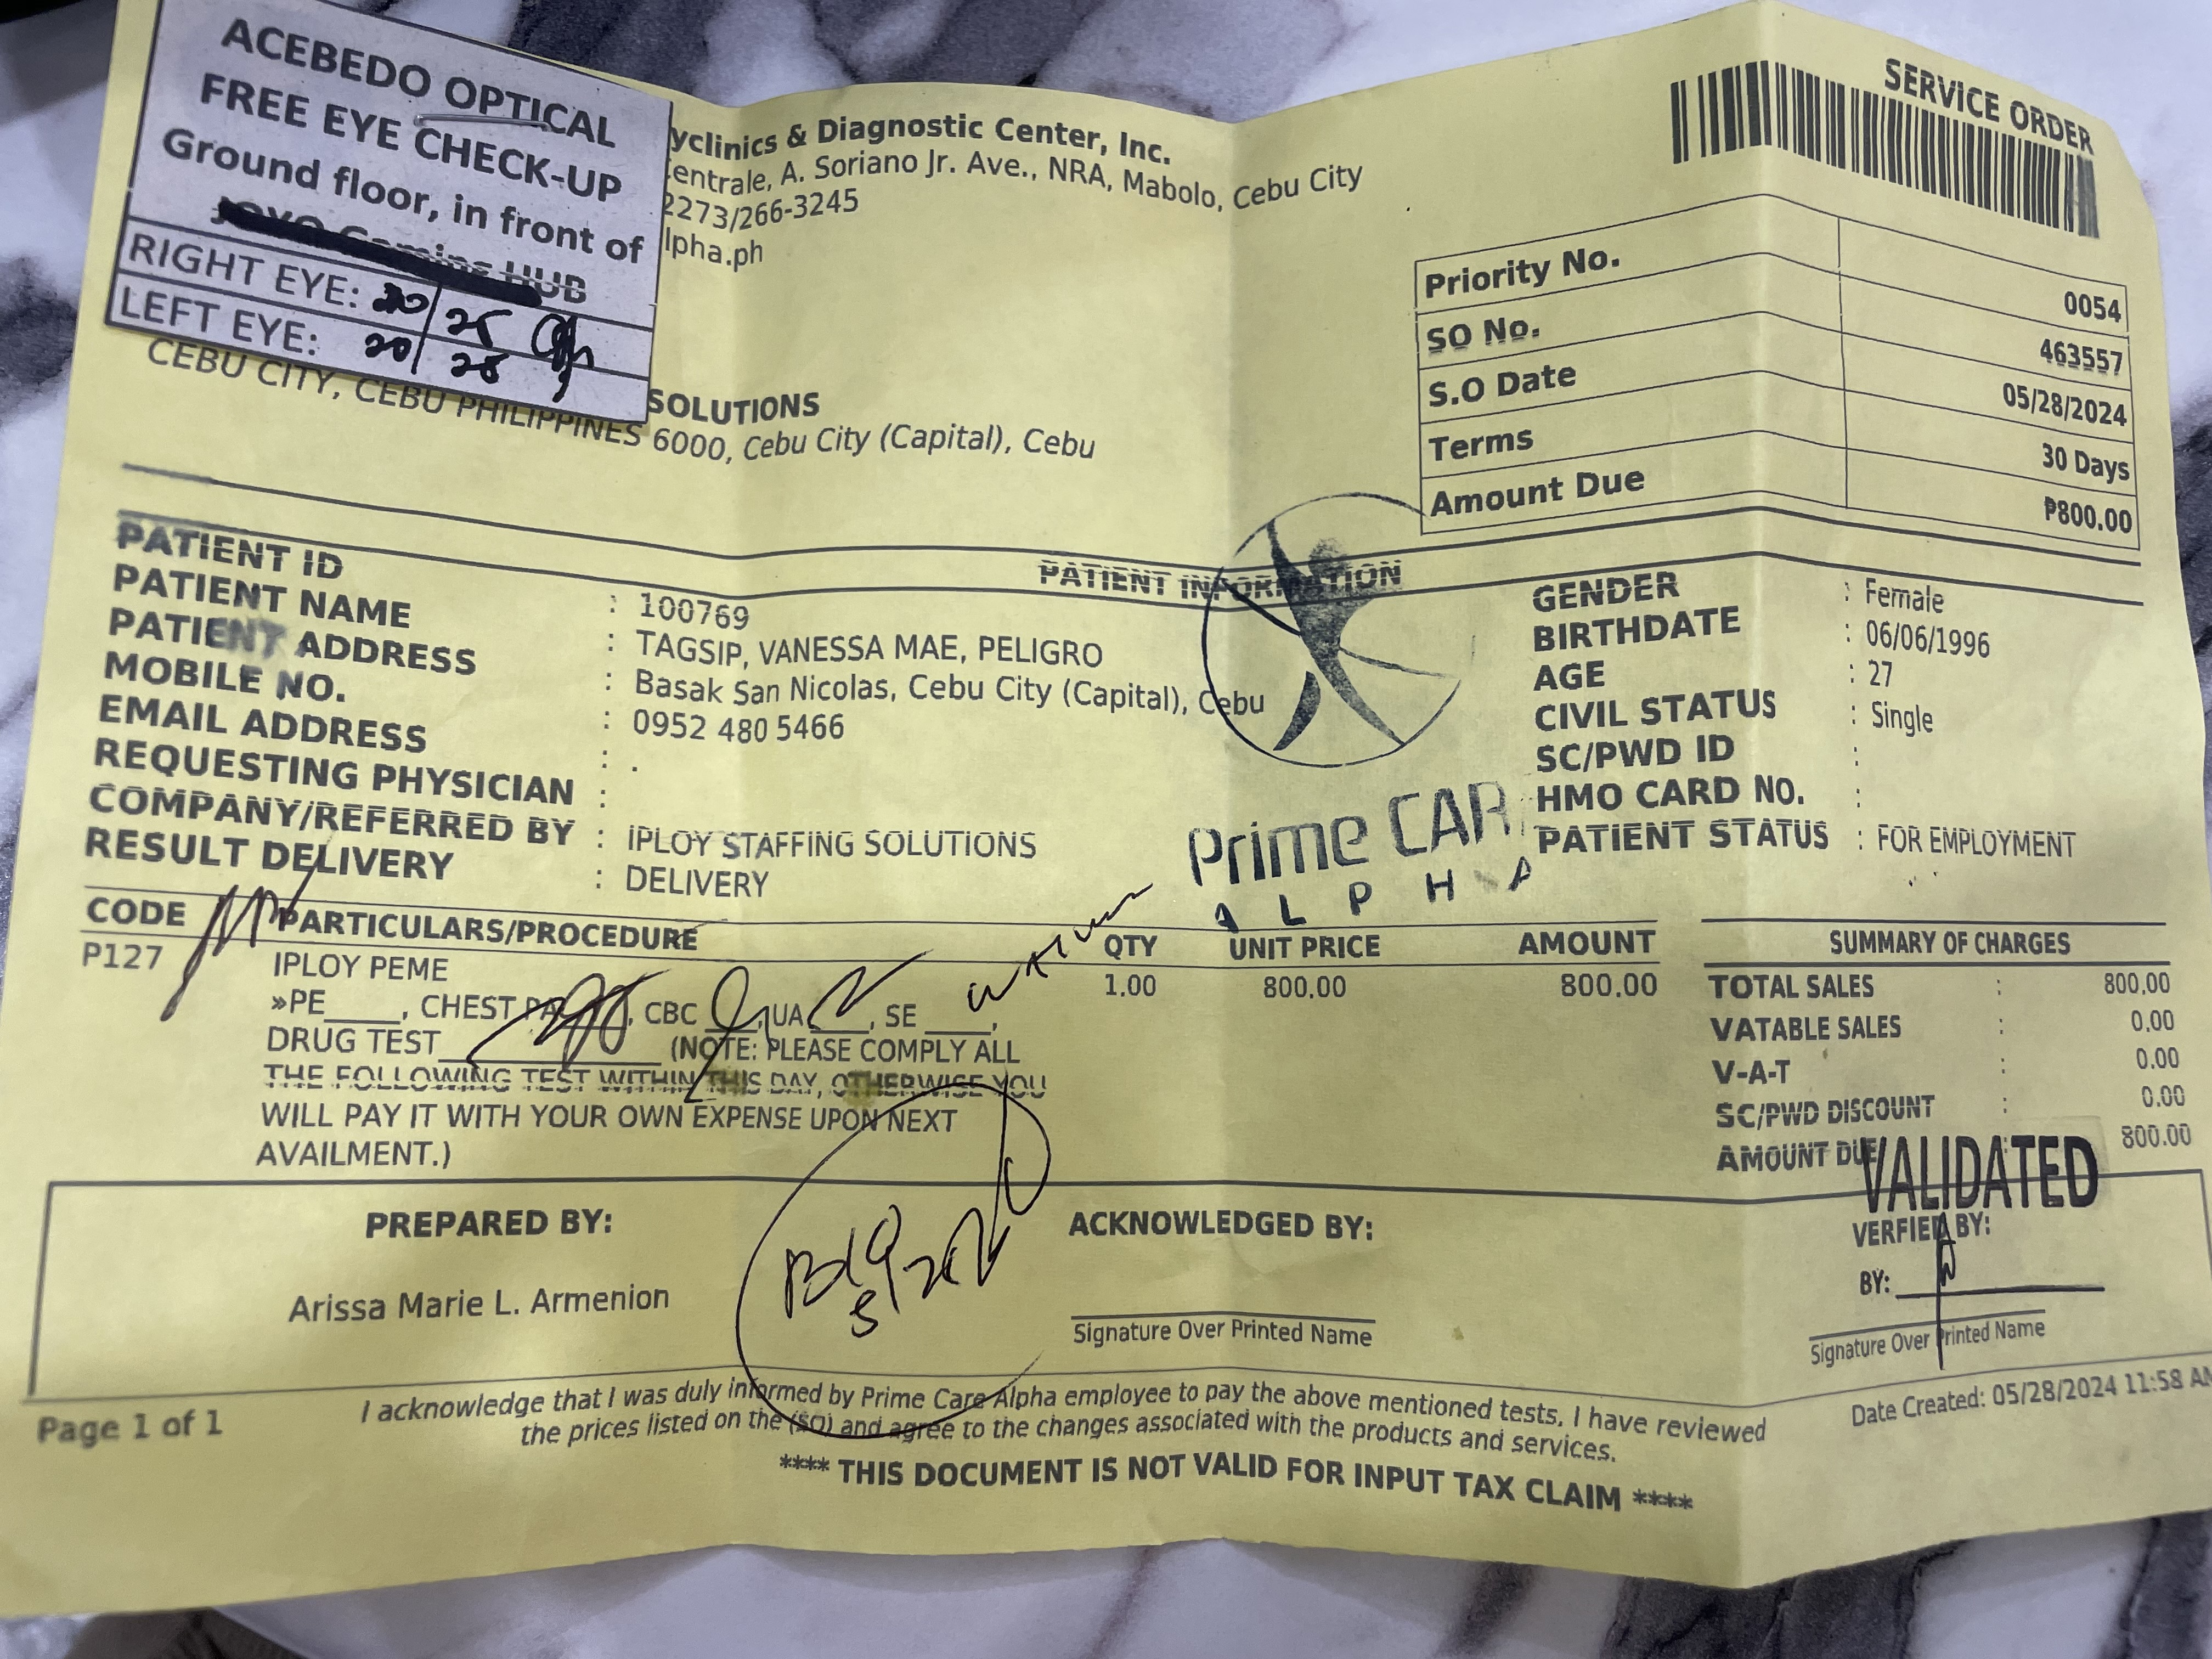 ACEBEDO OPTICAL
FREE EYE CHECK-UP
Ground floor, in front of
HUB
RIGHT EYE: 20/25
LEFT EYE: 20/25
yclinics & Diagnostic Center, Inc.
entrale, A. Soriano Jr. Ave., NRA, Mabolo, Cebu City
2273/266-3245
lpha.ph
SOLUTIONS
CEBU CITY, CEBU PHILIPPINES 6000, Cebu City (Capital), Cebu
SERVICE ORDER
Priority No. 0054
SO No. 463557
S.O Date 05/28/2024
Terms 30 Days
Amount Due ₱800.00
PATIENT INFORMATION
PATIENT ID : 100769
PATIENT NAME : TAGSIP, VANESSA MAE, PELIGRO
PATIENT ADDRESS : Basak San Nicolas, Cebu City (Capital), Cebu
MOBILE NO. : 0952 480 5466
EMAIL ADDRESS : .
REQUESTING PHYSICIAN :
COMPANY/REFERRED BY : IPLOY STAFFING SOLUTIONS
RESULT DELIVERY : DELIVERY
GENDER : Female
BIRTHDATE : 06/06/1996
AGE : 27
CIVIL STATUS : Single
SC/PWD ID :
HMO CARD NO. :
PATIENT STATUS : FOR EMPLOYMENT
Prime CAR
ALPHA
CODE PARTICULARS/PROCEDURE QTY UNIT PRICE AMOUNT
P127 IPLOY PEME 1.00 800.00 800.00
»PE____, CHEST PA, CBC ____, UA ____, SE ____,
DRUG TEST____ (NOTE: PLEASE COMPLY ALL
THE FOLLOWING TEST WITHIN THIS DAY, OTHERWISE YOU
WILL PAY IT WITH YOUR OWN EXPENSE UPON NEXT
AVAILMENT.)
SUMMARY OF CHARGES
TOTAL SALES : 800.00
VATABLE SALES : 0.00
V-A-T : 0.00
SC/PWD DISCOUNT : 0.00
AMOUNT DUE 800.00
VALIDATED
PREPARED BY:
Arissa Marie L. Armenion
ACKNOWLEDGED BY:
Signature Over Printed Name
VERFIED BY:
BY:
Signature Over Printed Name
Page 1 of 1
I acknowledge that I was duly informed by Prime Care Alpha employee to pay the above mentioned tests. I have reviewed
the prices listed on the (SO) and agree to the changes associated with the products and services.
Date Created: 05/28/2024 11:58 AM
**** THIS DOCUMENT IS NOT VALID FOR INPUT TAX CLAIM ****